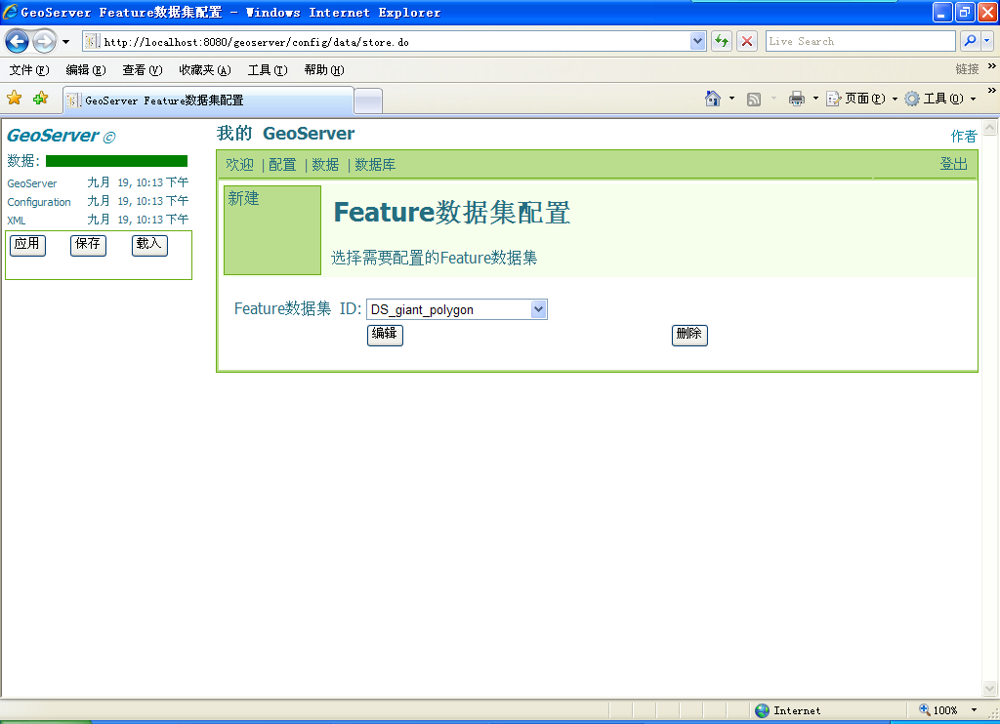 GeoServer Feature数据集配置 - Windows Internet Explorer
http://localhost:8080/geoserver/config/data/store.do
Live Search
文件(F) 编辑(E) 查看(V) 收藏夹(A) 工具(T) 帮助(H)
链接 »
GeoServer Feature数据集配置
页面(P) 工具(O) »
GeoServer ©
我的 GeoServer
作者
数据:
欢迎 | 配置 | 数据 | 数据库
登出
GeoServer 九月 19, 10:13 下午
Configuration 九月 19, 10:13 下午
XML 九月 19, 10:13 下午
应用 保存 载入
新建
Feature数据集配置
选择需要配置的Feature数据集
Feature数据集 ID: DS_giant_polygon
编辑 删除
Internet
100%